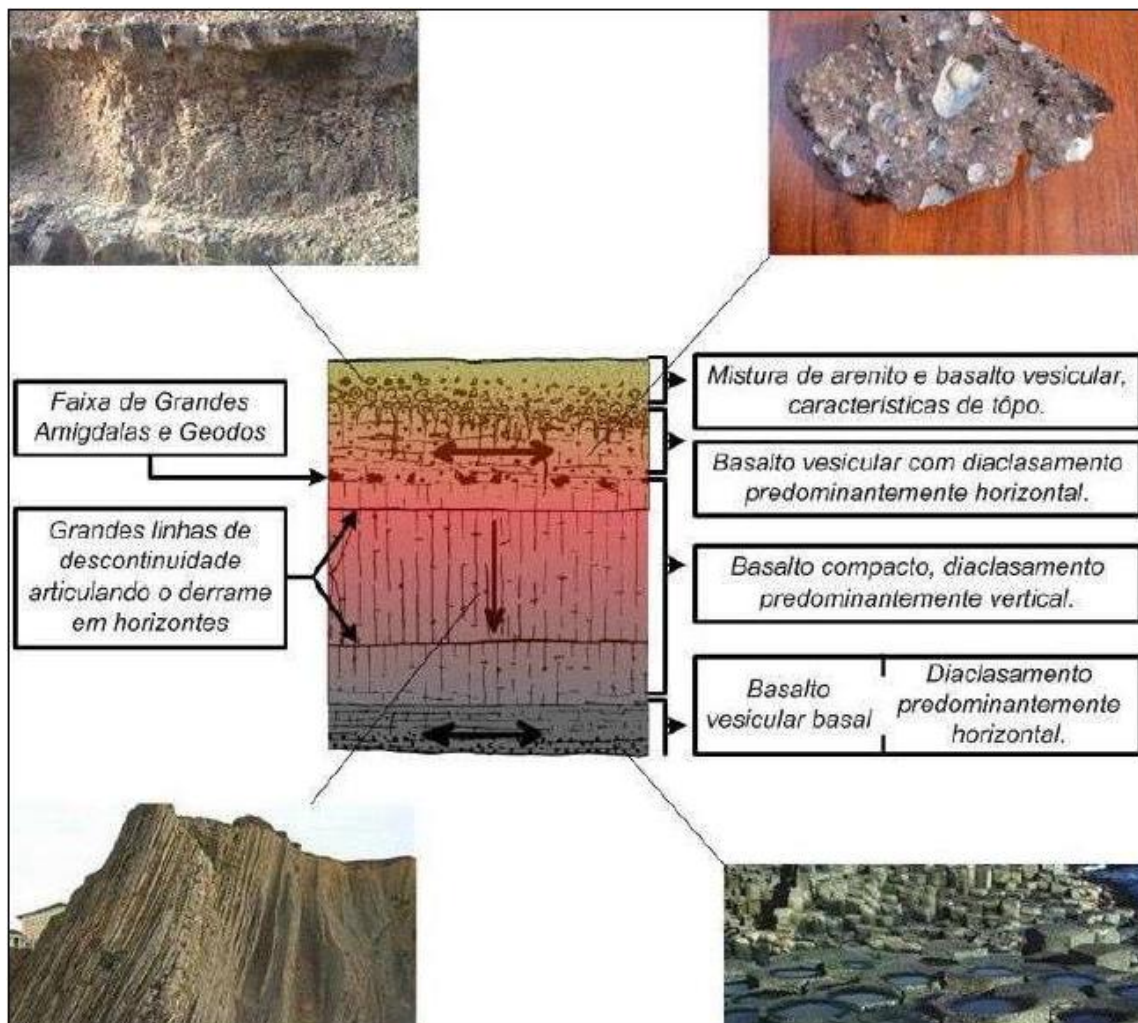 Faixa de Grandes
Amigdalas e Geodos
Grandes linhas de
descontinuidade
articulando o derrame
em horizontes
Mistura de arenito e basalto vesicular,
características de tôpo.
Basalto vesicular com diaclasamento
predominantemente horizontal.
Basalto compacto, diaclasamento
predominantemente vertical.
Basalto
vesicular basal
Diaclasamento
predominantemente
horizontal.